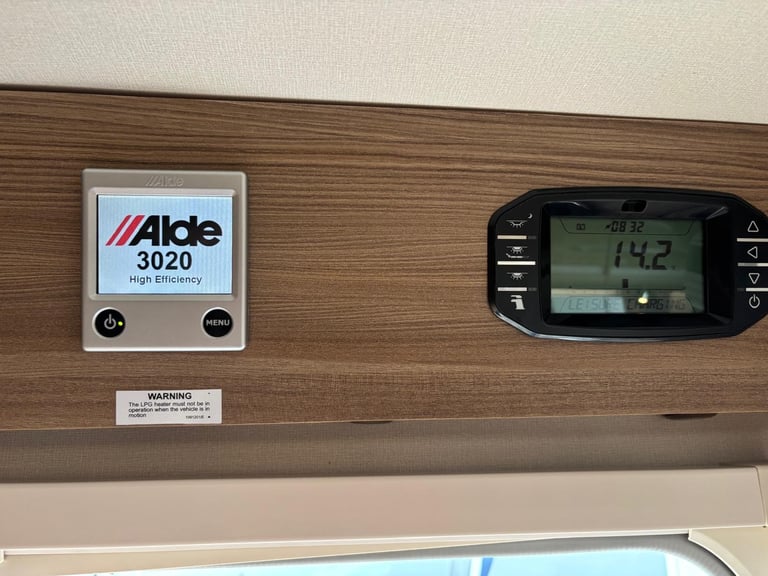 Alde
Alde
3020
High Efficiency
MENU
WARNING
The LPG heater must not be in
operation when the vehicle is in
motion
08 32
14.2
LEISURE CHARGING